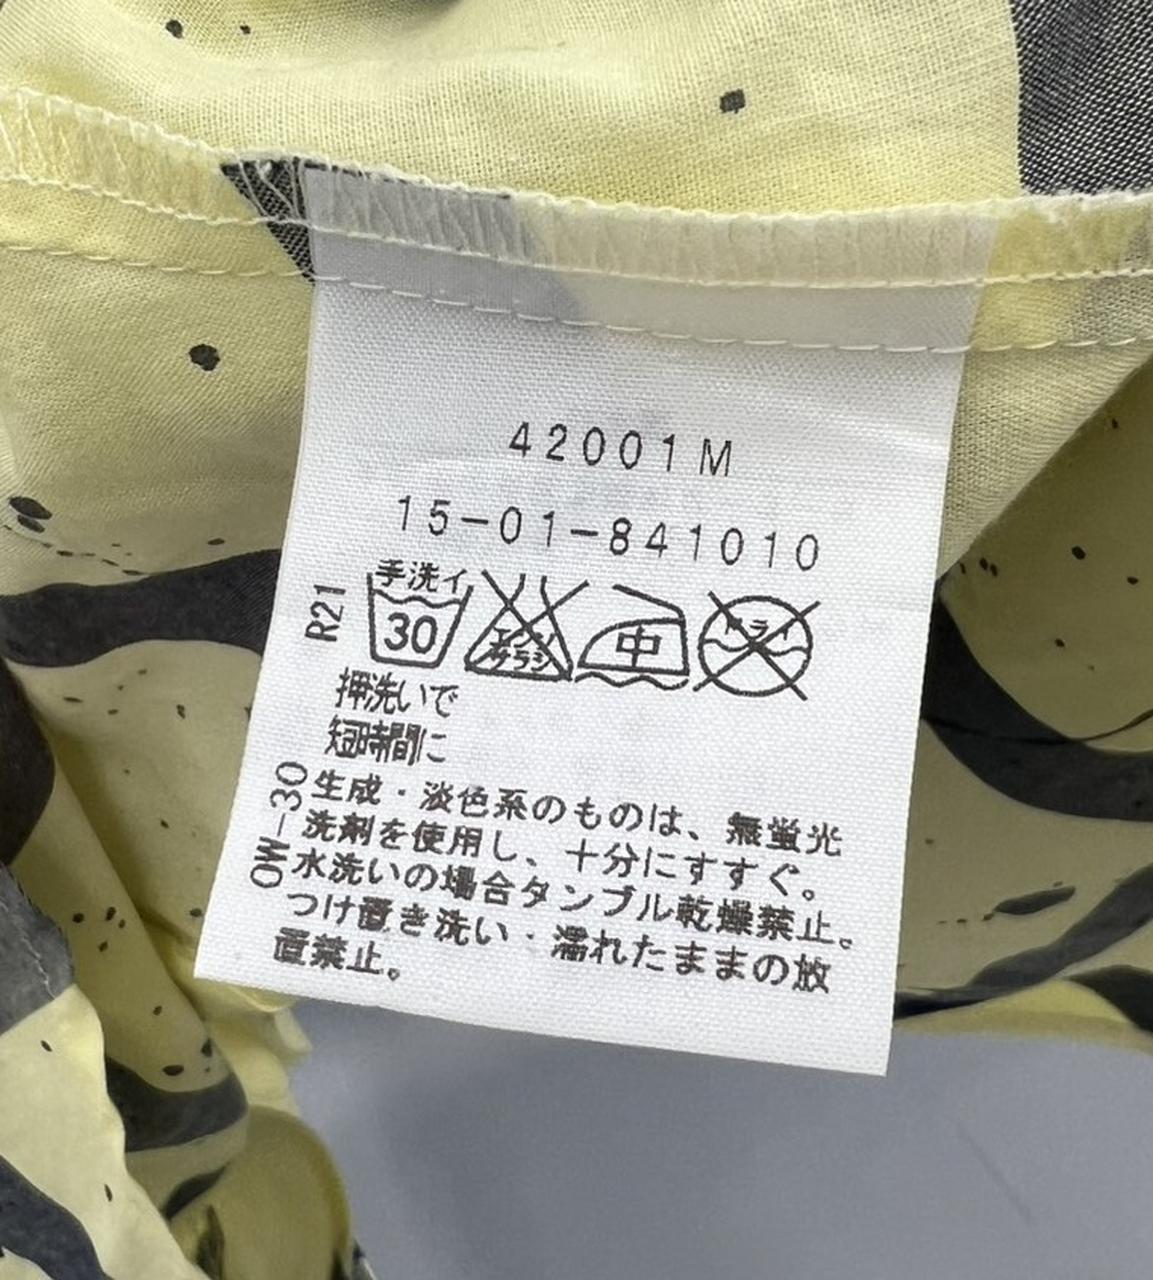 42001M
15-01-841010
R21
手洗イ
30
エンソ
サラシ
中
ドライ
押洗いで
短時間に
OW-30
生成・淡色系のものは、無蛍光
洗剤を使用し、十分にすすぐ。
水洗いの場合タンブル乾燥禁止。
つけ置き洗い・濡れたままの放
置禁止。